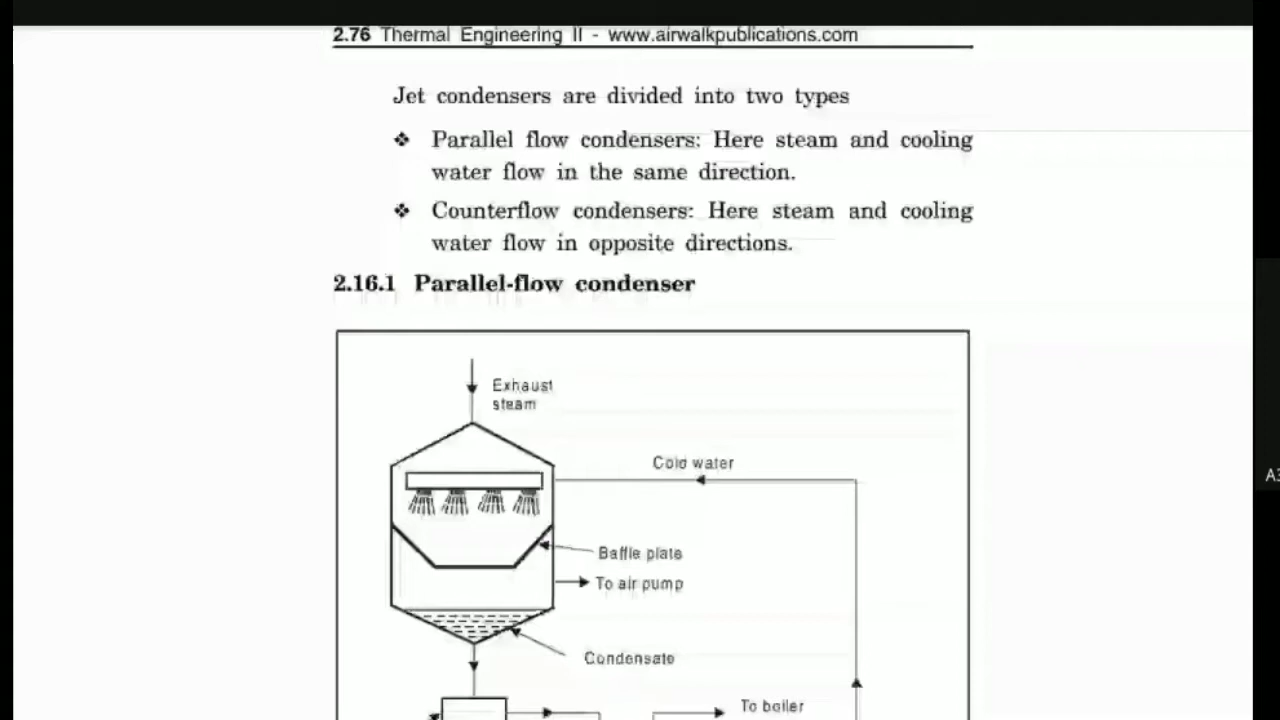 2.76 Thermal Engineering II - www.airwalkpublications.com
Jet condensers are divided into two types
❖ Parallel flow condensers: Here steam and cooling
water flow in the same direction.
❖ Counterflow condensers: Here steam and cooling
water flow in opposite directions.
2.16.1 Parallel-flow condenser
Exhaust
steam
Cold water
Baffle plate
To air pump
Condensate
To boiler